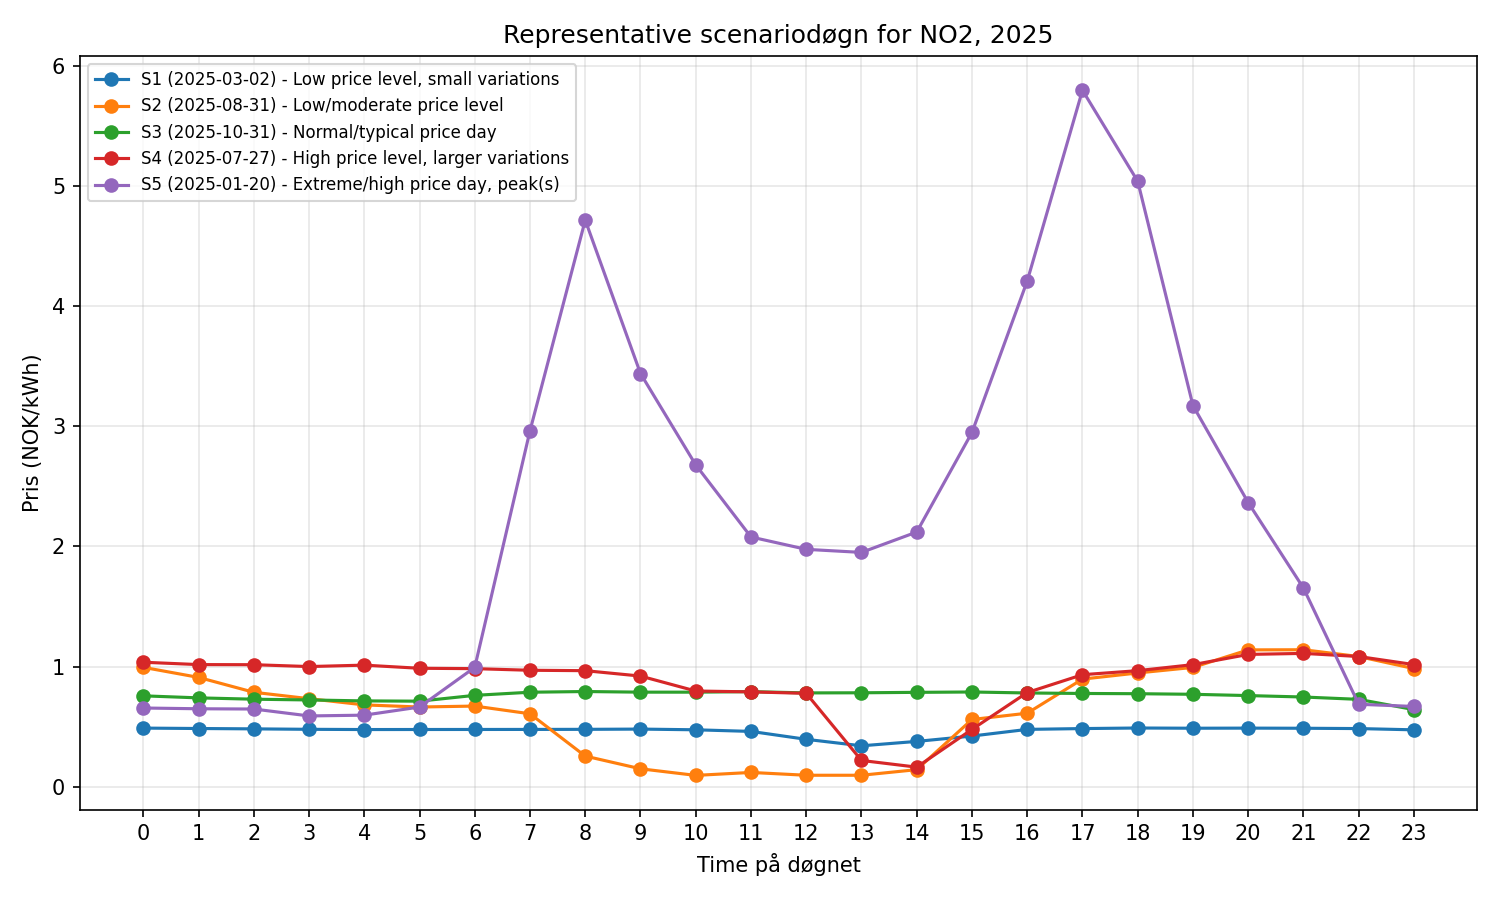 Representative scenariodøgn for NO2, 2025
S1 (2025-03-02) - Low price level, small variations
S2 (2025-08-31) - Low/moderate price level
S3 (2025-10-31) - Normal/typical price day
S4 (2025-07-27) - High price level, larger variations
S5 (2025-01-20) - Extreme/high price day, peak(s)
Pris (NOK/kWh)
6
5
4
3
2
1
0
0 1 2 3 4 5 6 7 8 9 10 11 12 13 14 15 16 17 18 19 20 21 22 23
Time på døgnet